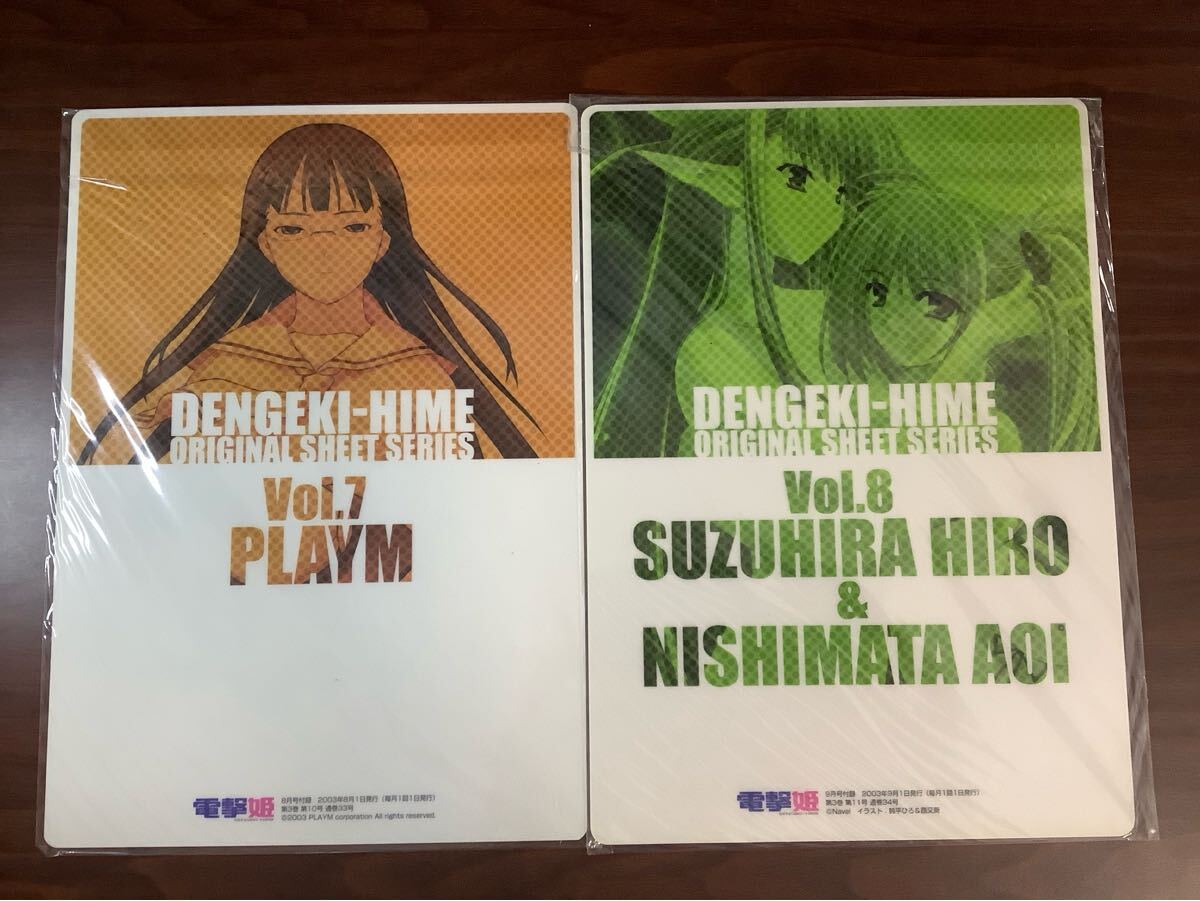 DENGEKI-HIME
ORIGINAL SHEET SERIES
Vol.7
PLAYM
電撃姫
8月号付録 2003年8月1日発行(毎月1回1日発行)
第3巻 第10号 通巻33号
©2003 PLAYM corporation All rights reserved.
DENGEKI-HIME
ORIGINAL SHEET SERIES
Vol.8
SUZUHIRA HIRO
&
NISHIMATA AOI
電撃姫
9月号付録 2003年9月1日発行(毎月1回1日発行)
第3巻 第11号 通巻34号
©Navel イラスト:鈴平ひろ&西又葵